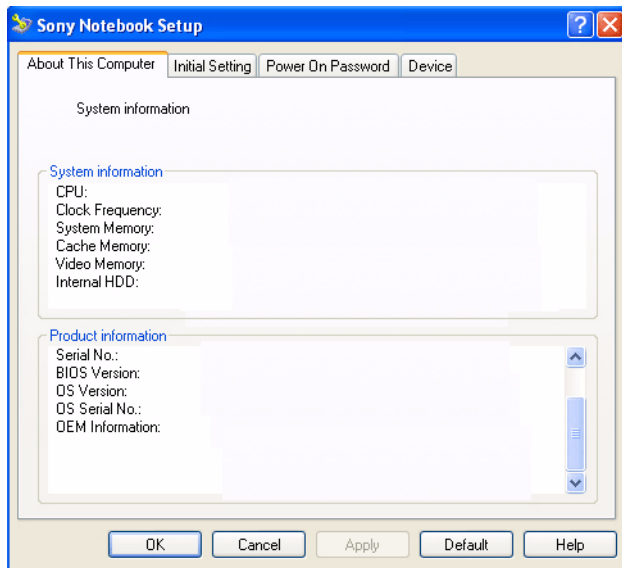 Sony Notebook Setup
About This Computer Initial Setting Power On Password Device
System information
System information
CPU:
Clock Frequency:
System Memory:
Cache Memory:
Video Memory:
Internal HDD:
Product information
Serial No.:
BIOS Version:
OS Version:
OS Serial No.:
OEM Information:
OK Cancel Apply Default Help